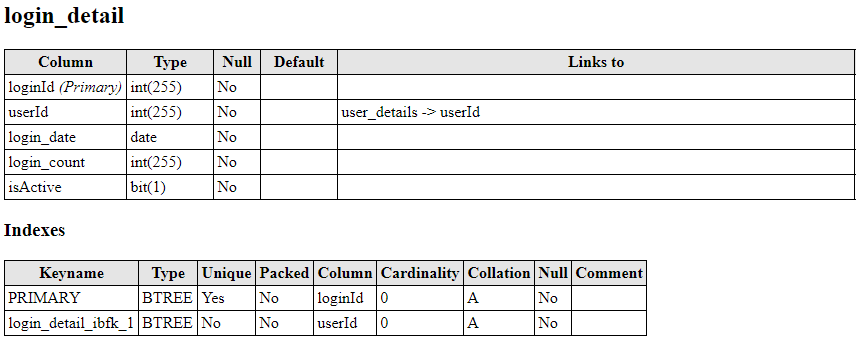 login_detail
Column Type Null Default Links to
loginId (Primary) int(255) No
userId int(255) No user_details -> userId
login_date date No
login_count int(255) No
isActive bit(1) No
Indexes
Keyname Type Unique Packed Column Cardinality Collation Null Comment
PRIMARY BTREE Yes No loginId 0 A No
login_detail_ibfk_1 BTREE No No userId 0 A No